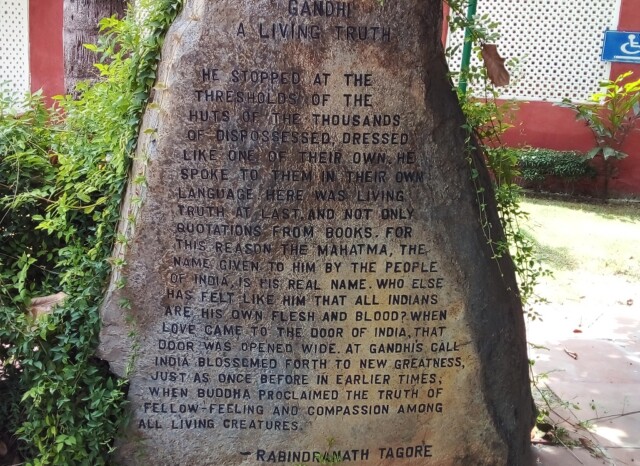 GANDHI
A LIVING TRUTH
HE STOPPED AT THE
THRESHOLDS OF THE
HUTS OF THE THOUSANDS
OF DISPOSSESSED, DRESSED
LIKE ONE OF THEIR OWN. HE
SPOKE TO THEM IN THEIR OWN
LANGUAGE HERE WAS LIVING
TRUTH AT LAST, AND NOT ONLY
QUOTATIONS FROM BOOKS. FOR
THIS REASON THE MAHATMA, THE
NAME GIVEN TO HIM BY THE PEOPLE
OF INDIA, IS HIS REAL NAME. WHO ELSE
HAS FELT LIKE HIM THAT ALL INDIANS
ARE HIS OWN FLESH AND BLOOD? WHEN
LOVE CAME TO THE DOOR OF INDIA, THAT
DOOR WAS OPENED WIDE. AT GANDHI'S CALL
INDIA BLOSSOMED FORTH TO NEW GREATNESS,
JUST AS ONCE BEFORE IN EARLIER TIMES,
WHEN BUDDHA PROCLAIMED THE TRUTH OF
FELLOW-FEELING AND COMPASSION AMONG
ALL LIVING CREATURES.
– RABINDRANATH TAGORE